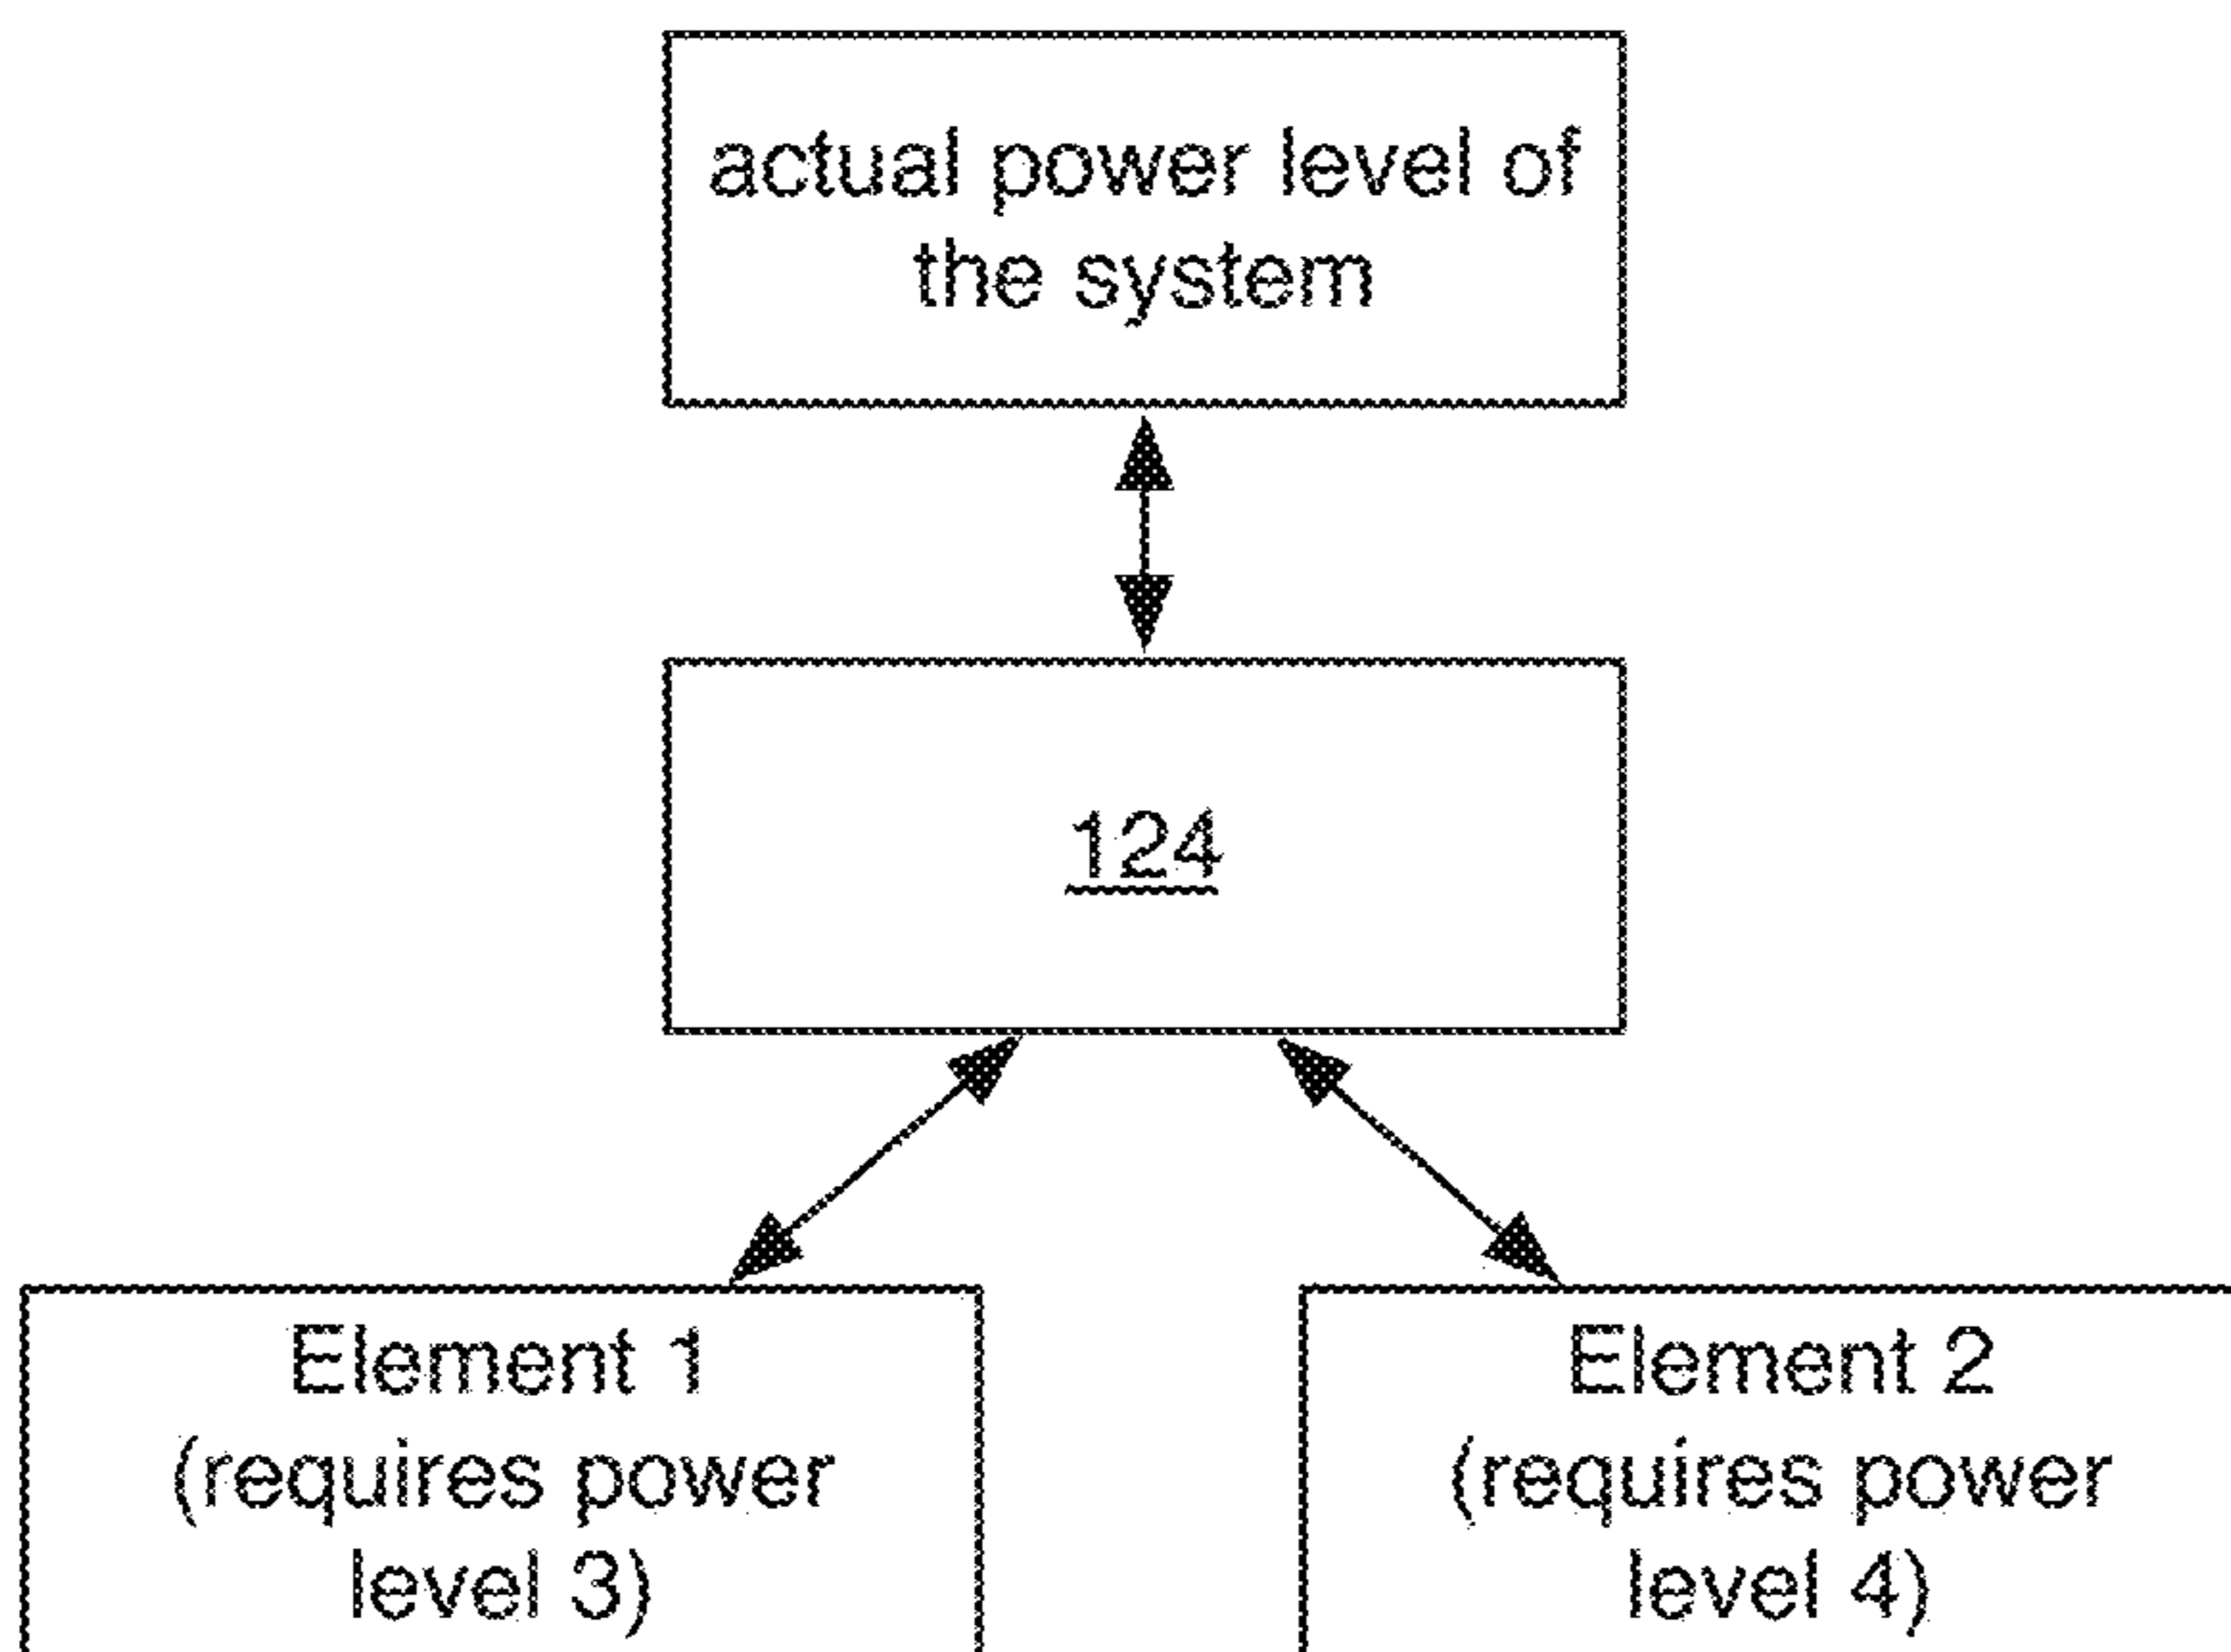 actual power level of
the system
124
Element 1
(requires power
level 3)
Element 2
(requires power
level 4)